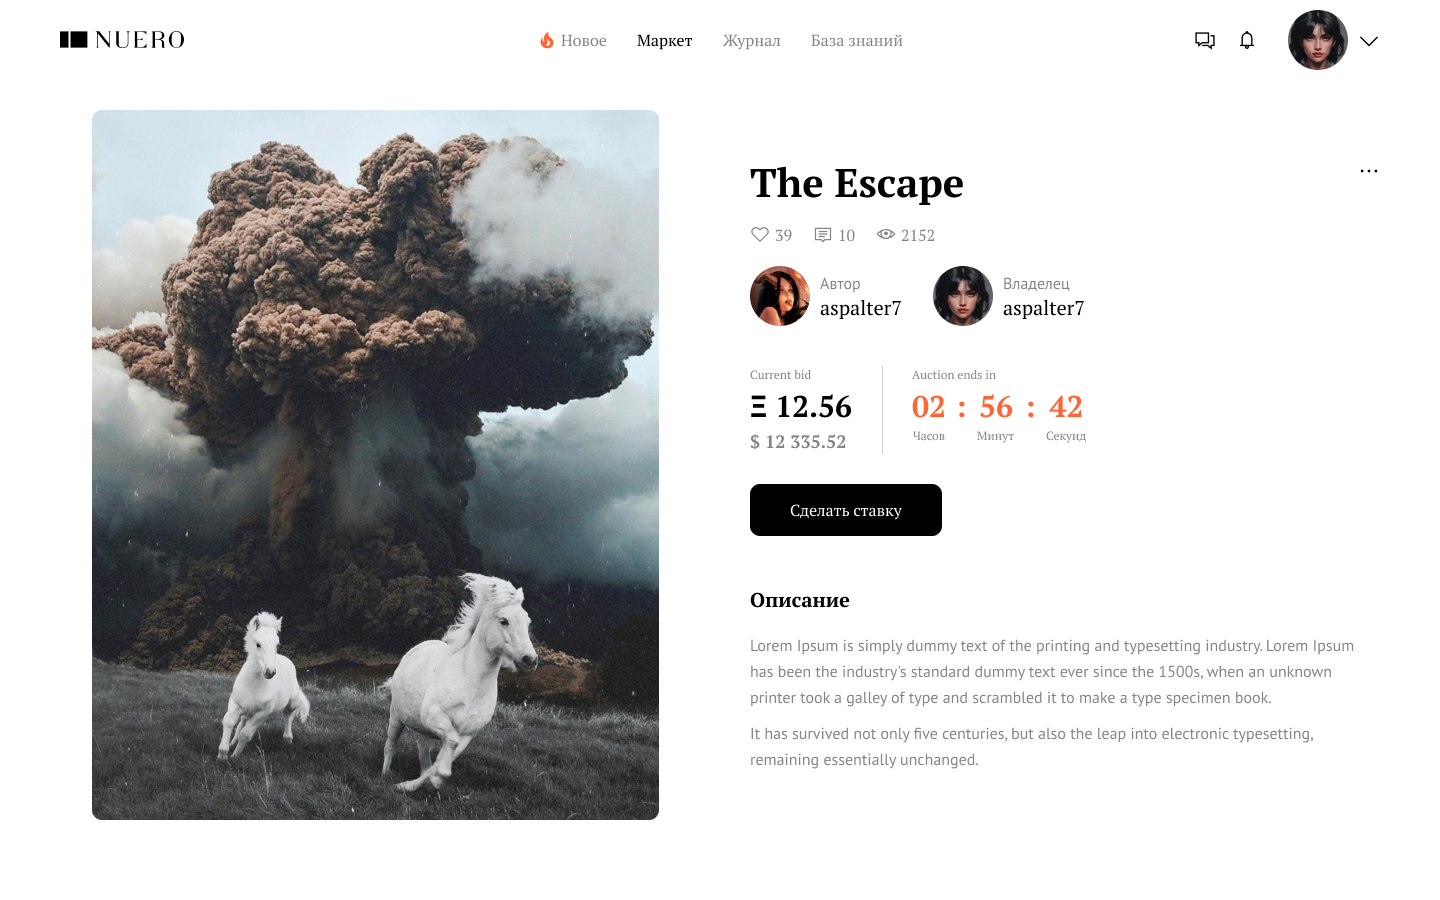 NUERO
Новое Маркет Журнал База знаний
The Escape
39 10 2152
Автор
aspalter7
Владелец
aspalter7
Current bid
Ξ 12.56
$ 12 335.52
Auction ends in
02 : 56 : 42
Часов Минут Секунд
Сделать ставку
Описание
Lorem Ipsum is simply dummy text of the printing and typesetting industry. Lorem Ipsum
has been the industry's standard dummy text ever since the 1500s, when an unknown
printer took a galley of type and scrambled it to make a type specimen book.
It has survived not only five centuries, but also the leap into electronic typesetting,
remaining essentially unchanged.